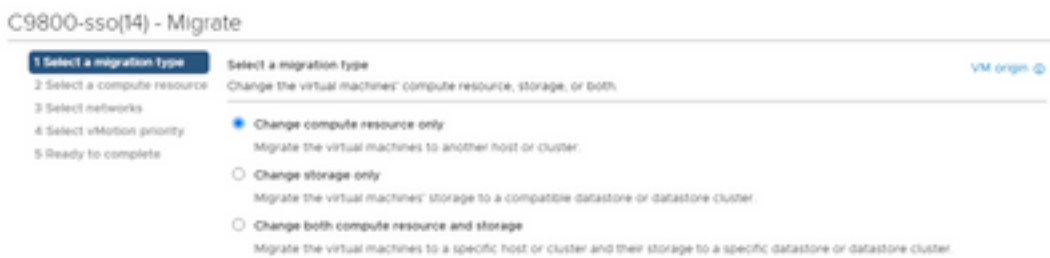 C9800-sso(14) - Migrate
1 Select a migration type
2 Select a compute resource
3 Select networks
4 Select vMotion priority
5 Ready to complete
Select a migration type
VM origin
Change the virtual machines' compute resource, storage, or both.
Change compute resource only
Migrate the virtual machines to another host or cluster.
Change storage only
Migrate the virtual machines' storage to a compatible datastore or datastore cluster.
Change both compute resource and storage
Migrate the virtual machines to a specific host or cluster and their storage to a specific datastore or datastore cluster.